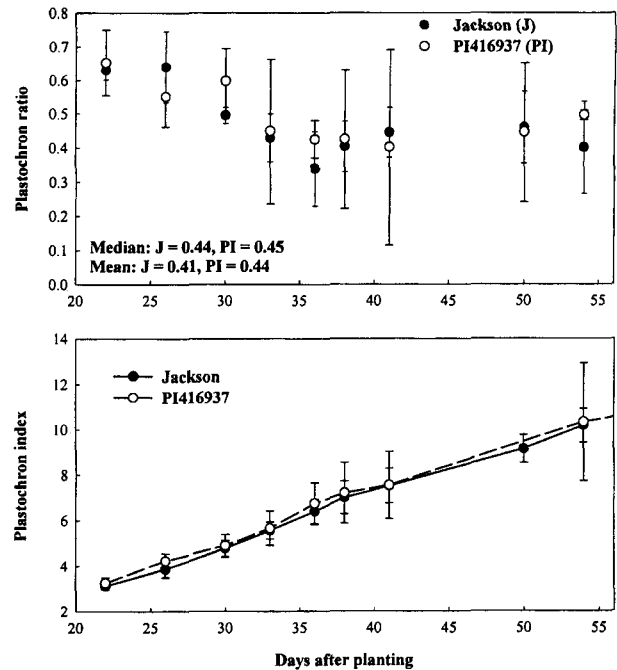 Plastochron ratio
0.8
0.7
0.6
0.5
0.4
0.3
0.2
0.1
0.0
Jackson (J)
PI416937 (PI)
Median: J = 0.44, PI = 0.45
Mean: J = 0.41, PI = 0.44
20 25 30 35 40 45 50 55
Plastochron index
14
12
10
8
6
4
2
Jackson
PI416937
20 25 30 35 40 45 50 55
Days after planting